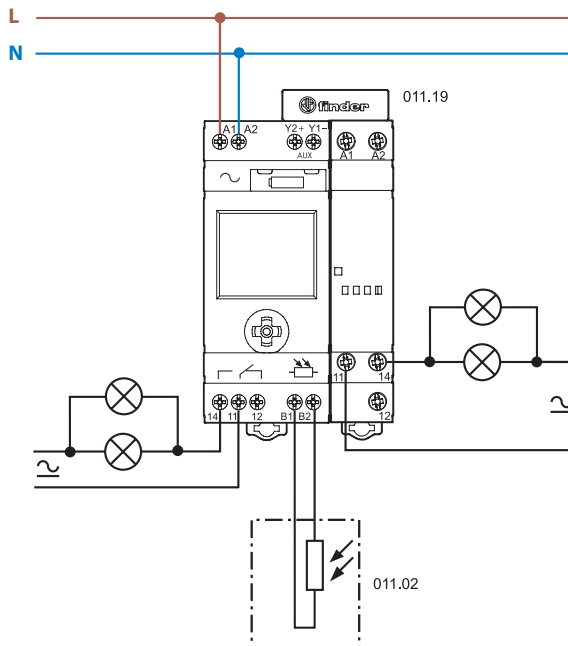 L
N
finder
011.19
A1 A2 Y2+ Y1-
AUX
A1 A2
11 14
12
14 11 12 B1 B2
011.02